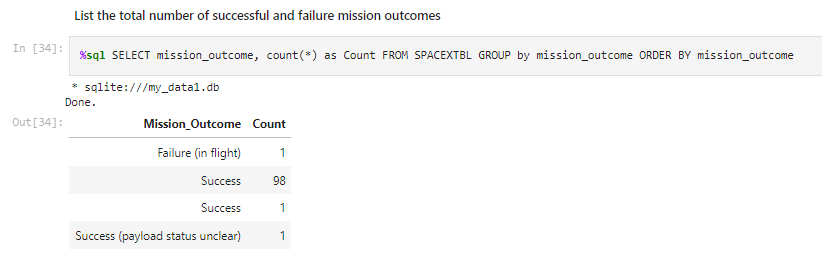 List the total number of successful and failure mission outcomes
In [34]: %sql SELECT mission_outcome, count(*) as Count FROM SPACEXTBL GROUP by mission_outcome ORDER BY mission_outcome
* sqlite:///my_data1.db
Done.
Out[34]: Mission_Outcome Count
Failure (in flight) 1
Success 98
Success 1
Success (payload status unclear) 1